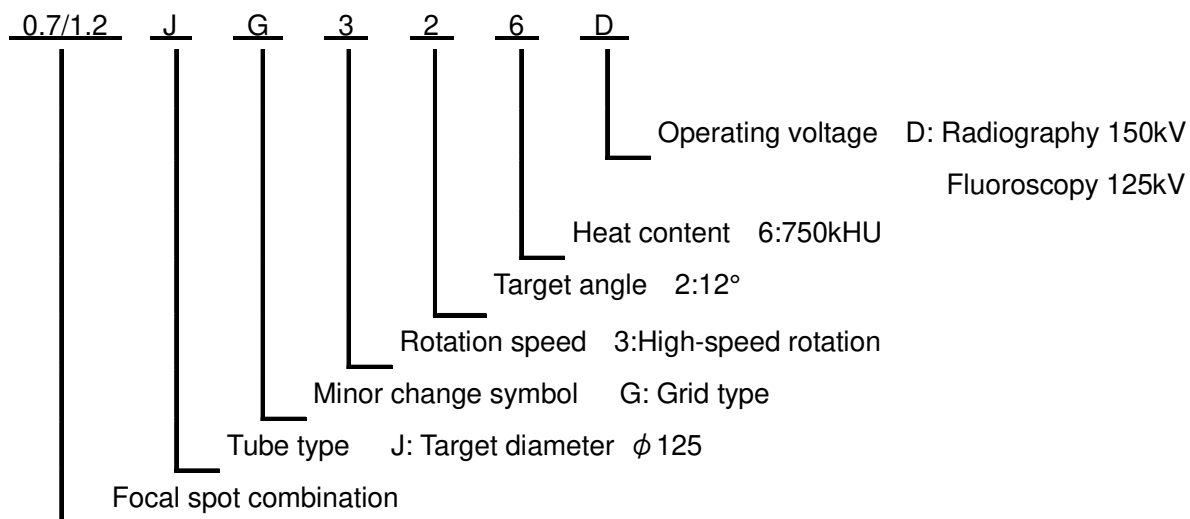 0.7/1.2 J G 3 2 6 D
Operating voltage D: Radiography 150kV
Fluoroscopy 125kV
Heat content 6:750kHU
Target angle 2:12°
Rotation speed 3:High-speed rotation
Minor change symbol G: Grid type
Tube type J: Target diameter φ125
Focal spot combination